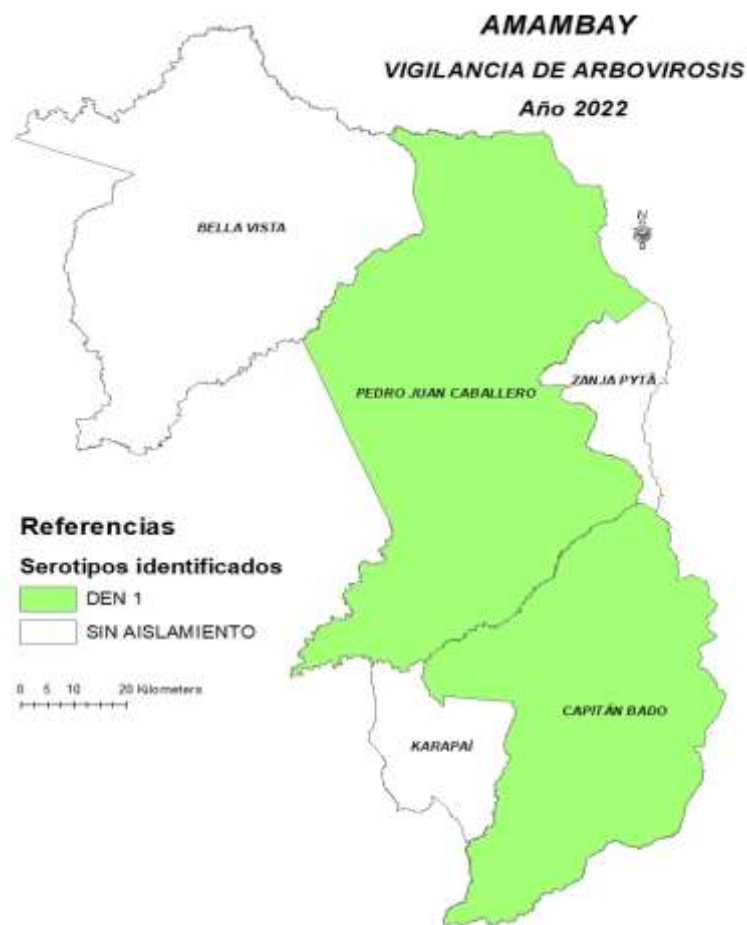 AMAMBAY
VIGILANCIA DE ARBOVIROSIS
Año 2022
N
BELLA VISTA
ZANJA PYTÃ
PEDRO JUAN CABALLERO
Referencias
Serotipos identificados
DEN 1
SIN AISLAMIENTO
0 5 10 20 Kilometers
CAPITÁN BADO
KARAPAÍ